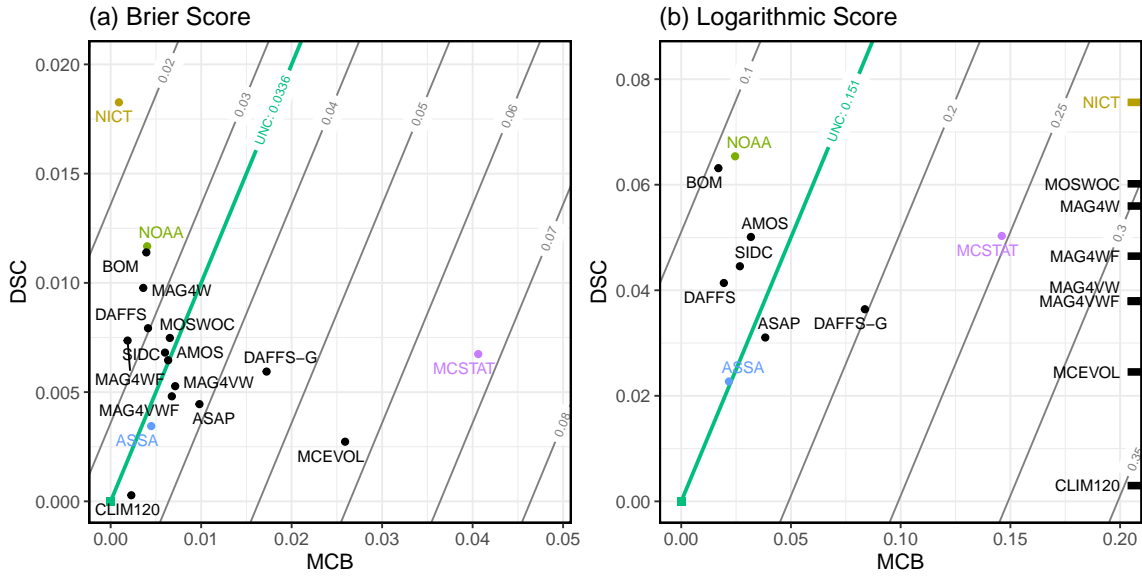 (a) Brier Score
(b) Logarithmic Score
0.020
0.015
0.010
0.005
0.000
DSC
0.00
0.01
0.02
0.03
0.04
0.05
MCB
0.02
0.03
UNC: 0.0336
0.04
0.05
0.06
0.07
0.08
NICT
NOAA
BOM
MAG4W
DAFFS
MOSWOC
SIDC
AMOS
DAFFS−G
MCSTAT
MAG4WF
MAG4VW
MAG4VWF
ASAP
ASSA
MCEVOL
CLIM120
0.08
0.06
0.04
0.02
0.00
DSC
0.00
0.05
0.10
0.15
0.20
MCB
0.1
UNC: 0.151
0.2
0.25
0.3
0.35
NICT
NOAA
BOM
MOSWOC
MAG4W
AMOS
SIDC
MCSTAT
MAG4WF
DAFFS
MAG4VW
MAG4VWF
ASAP
DAFFS−G
ASSA
MCEVOL
CLIM120